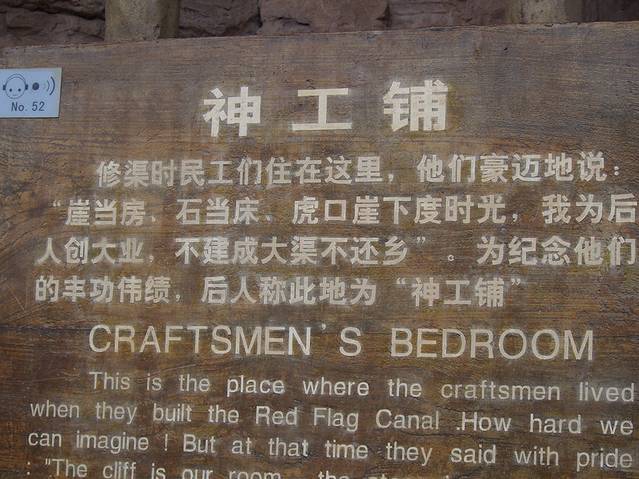 No. 52
神工铺
修渠时民工们住在这里，他们豪迈地说：
“崖当房、石当床、虎口崖下度时光，我为后
人创大业，不建成大渠不还乡”。为纪念他们
的丰功伟绩，后人称此地为“神工铺”
CRAFTSMEN'S BEDROOM
This is the place where the craftsmen lived
when they built the Red Flag Canal .How hard we
can imagine ! But at that time they said with pride
: "The cliff is our room the